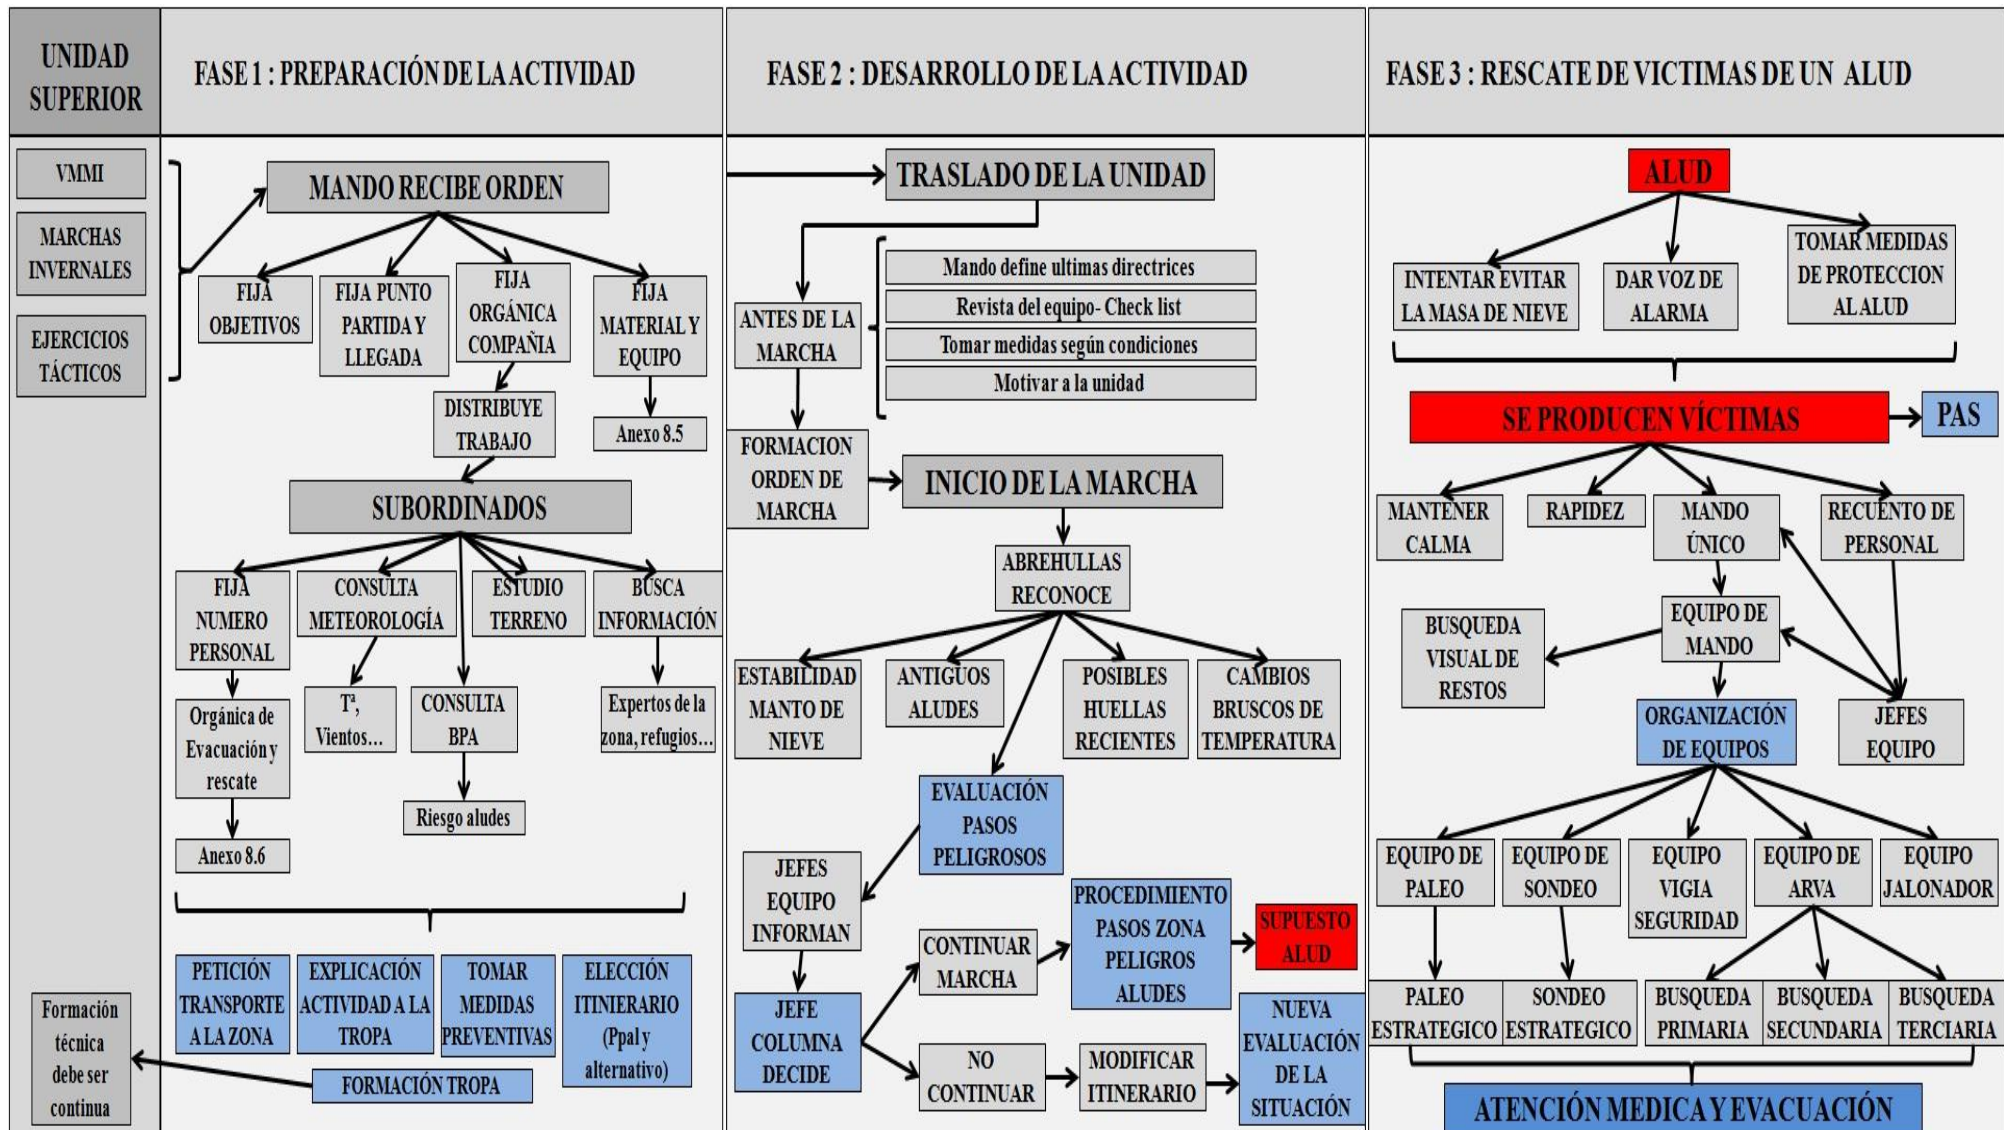 UNIDAD
SUPERIOR
FASE 1 : PREPARACIÓN DE LA ACTIVIDAD
FASE 2 : DESARROLLO DE LA ACTIVIDAD
FASE 3 : RESCATE DE VICTIMAS DE UN ALUD
VMMI
MARCHAS
INVERNALES
EJERCICIOS
TÁCTICOS
Formación
técnica
debe ser
continua
MANDO RECIBE ORDEN
FIJA
OBJETIVOS
FIJA PUNTO
PARTIDA Y
LLEGADA
FIJA
ORGÁNICA
COMPAÑIA
FIJA
MATERIAL Y
EQUIPO
DISTRIBUYE
TRABAJO
Anexo 8.5
SUBORDINADOS
FIJA
NUMERO
PERSONAL
CONSULTA
METEOROLOGÍA
ESTUDIO
TERRENO
BUSCA
INFORMACIÓN
Orgánica de
Evacuación y
rescate
Tª,
Vientos...
CONSULTA
BPA
Expertos de la
zona, refugios...
Riesgo aludes
Anexo 8.6
PETICIÓN
TRANSPORTE
A LA ZONA
EXPLICACIÓN
ACTIVIDAD A LA
TROPA
TOMAR
MEDIDAS
PREVENTIVAS
ELECCIÓN
ITINIERARIO
(Ppal y
alternativo)
FORMACIÓN TROPA
TRASLADO DE LA UNIDAD
ANTES DE LA
MARCHA
Mando define ultimas directrices
Revista del equipo- Check list
Tomar medidas según condiciones
Motivar a la unidad
FORMACION
ORDEN DE
MARCHA
INICIO DE LA MARCHA
ABREHULLAS
RECONOCE
ESTABILIDAD
MANTO DE
NIEVE
ANTIGUOS
ALUDES
POSIBLES
HUELLAS
RECIENTES
CAMBIOS
BRUSCOS DE
TEMPERATURA
EVALUACIÓN
PASOS
PELIGROSOS
JEFES
EQUIPO
INFORMAN
JEFE
COLUMNA
DECIDE
CONTINUAR
MARCHA
PROCEDIMIENTO
PASOS ZONA
PELIGROS
ALUDES
SUPUESTO
ALUD
NO
CONTINUAR
MODIFICAR
ITINERARIO
NUEVA
EVALUACIÓN
DE LA
SITUACIÓN
ALUD
INTENTAR EVITAR
LA MASA DE NIEVE
DAR VOZ DE
ALARMA
TOMAR MEDIDAS
DE PROTECCION
AL ALUD
SE PRODUCEN VÍCTIMAS
PAS
MANTENER
CALMA
RAPIDEZ
MANDO
ÚNICO
RECUENTO DE
PERSONAL
BUSQUEDA
VISUAL DE
RESTOS
EQUIPO DE
MANDO
ORGANIZACIÓN
DE EQUIPOS
JEFES
EQUIPO
EQUIPO DE
PALEO
EQUIPO DE
SONDEO
EQUIPO
VIGIA
SEGURIDAD
EQUIPO DE
ARVA
EQUIPO
JALONADOR
PALEO
ESTRATEGICO
SONDEO
ESTRATEGICO
BUSQUEDA
PRIMARIA
BUSQUEDA
SECUNDARIA
BUSQUEDA
TERCIARIA
ATENCIÓN MEDICA Y EVACUACIÓN